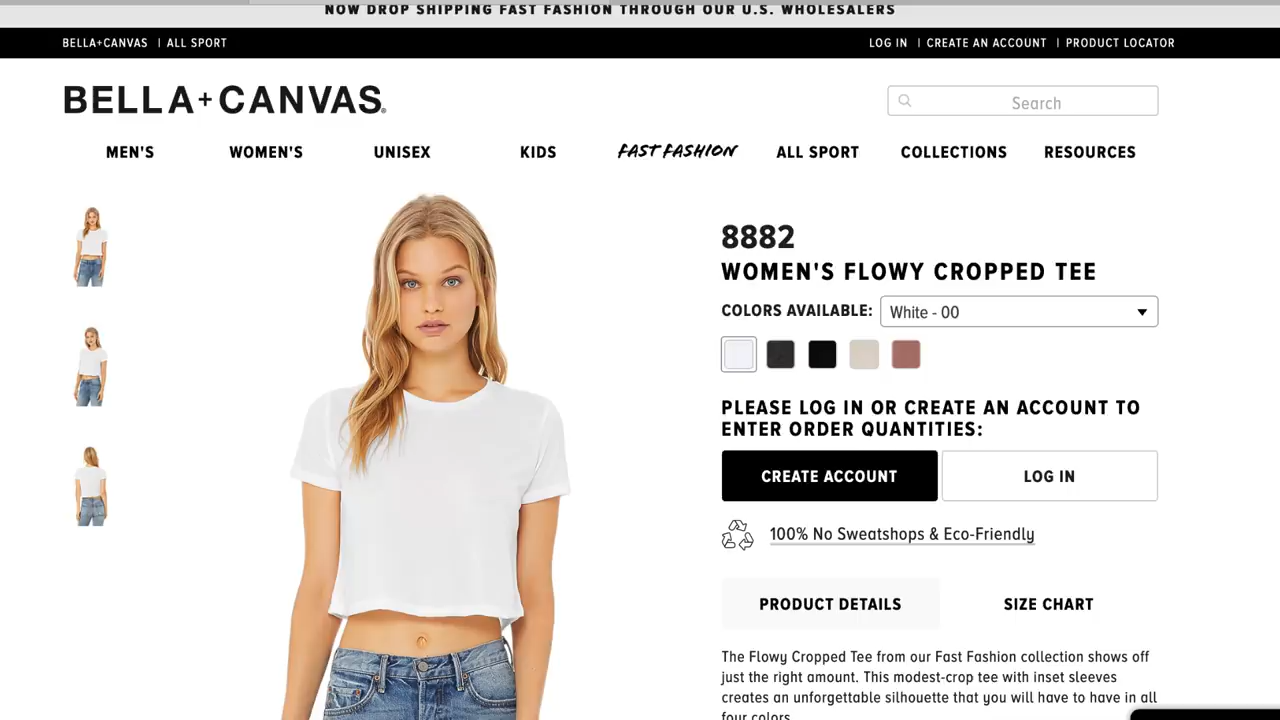 NOW DROP SHIPPING FAST FASHION THROUGH OUR U.S. WHOLESALERS
BELLA+CANVAS | ALL SPORT
LOG IN | CREATE AN ACCOUNT | PRODUCT LOCATOR
BELLA+CANVAS®
Search
MEN'S WOMEN'S UNISEX KIDS FAST FASHION ALL SPORT COLLECTIONS RESOURCES
8882
WOMEN'S FLOWY CROPPED TEE
COLORS AVAILABLE: White - 00
PLEASE LOG IN OR CREATE AN ACCOUNT TO
ENTER ORDER QUANTITIES:
CREATE ACCOUNT LOG IN
100% No Sweatshops & Eco-Friendly
PRODUCT DETAILS SIZE CHART
The Flowy Cropped Tee from our Fast Fashion collection shows off
just the right amount. This modest-crop tee with inset sleeves
creates an unforgettable silhouette that you will have to have in all
four colors.